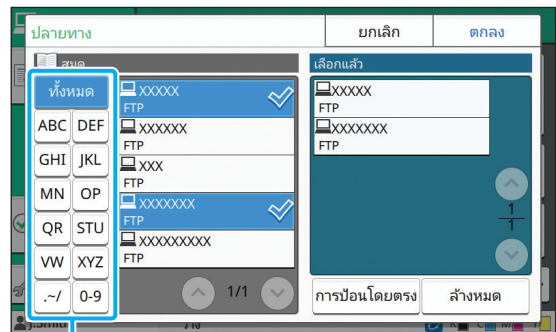 ปลายทาง
ยกเลิก
ตกลง
สมุด
เลือกแล้ว
ทั้งหมด
ABC DEF
GHI JKL
MN OP
QR STU
VW XYZ
.~/ 0-9
XXXXX
FTP
XXXXXX
FTP
XXX
FTP
XXXXXXX
FTP
XXXXXXXXX
FTP
1/1
XXXXX
FTP
XXXXXXX
FTP
1
1
การป้อนโดยตรง
ล้างหมด
J.Smith
ว่าง
K C M